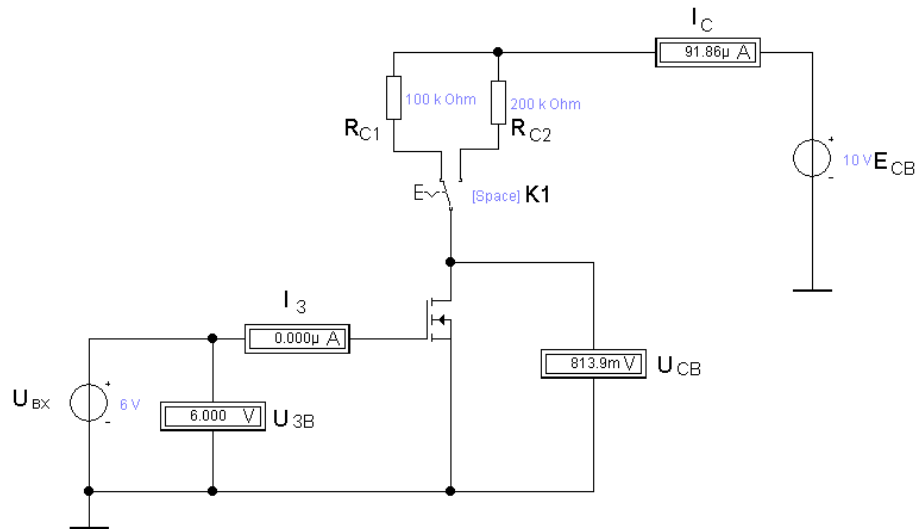 I C
91.86μ A
100 k Ohm
200 k Ohm
R C1
R C2
10 V E CB
E
[Space] K1
I 3
0.000μ A
813.9m V
U CB
U BX
6 V
6.000 V
U 3B